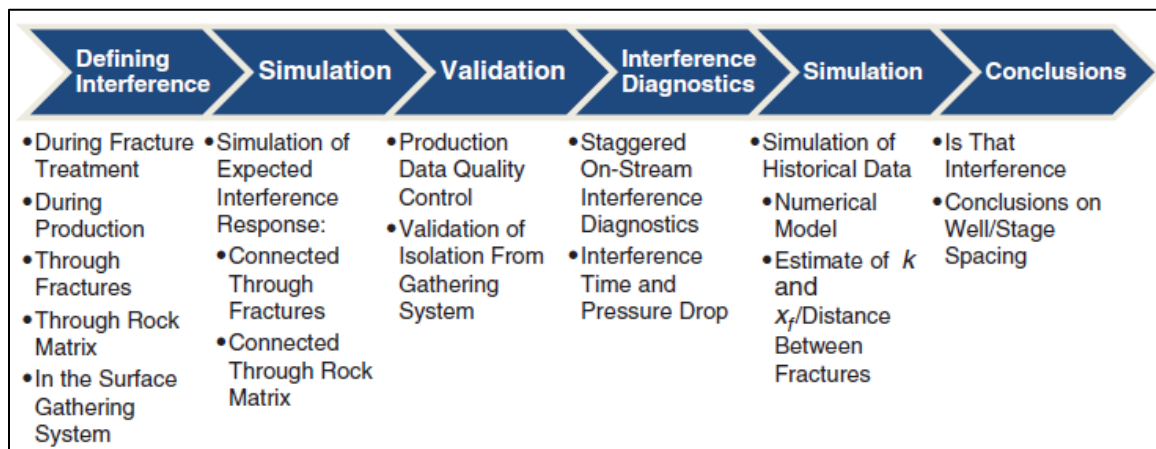 Defining
Interference
Simulation
Validation
Interference
Diagnostics
Simulation
Conclusions
•During Fracture
Treatment
•During
Production
•Through
Fractures
•Through Rock
Matrix
•In the Surface
Gathering
System
•Simulation of
Expected
Interference
Response:
•Connected
Through
Fractures
•Connected
Through Rock
Matrix
•Production
Data Quality
Control
•Validation of
Isolation From
Gathering
System
•Staggered
On-Stream
Interference
Diagnostics
•Interference
Time and
Pressure Drop
•Simulation of
Historical Data
•Numerical
Model
•Estimate of k
and
xf/Distance
Between
Fractures
•Is That
Interference
•Conclusions on
Well/Stage
Spacing